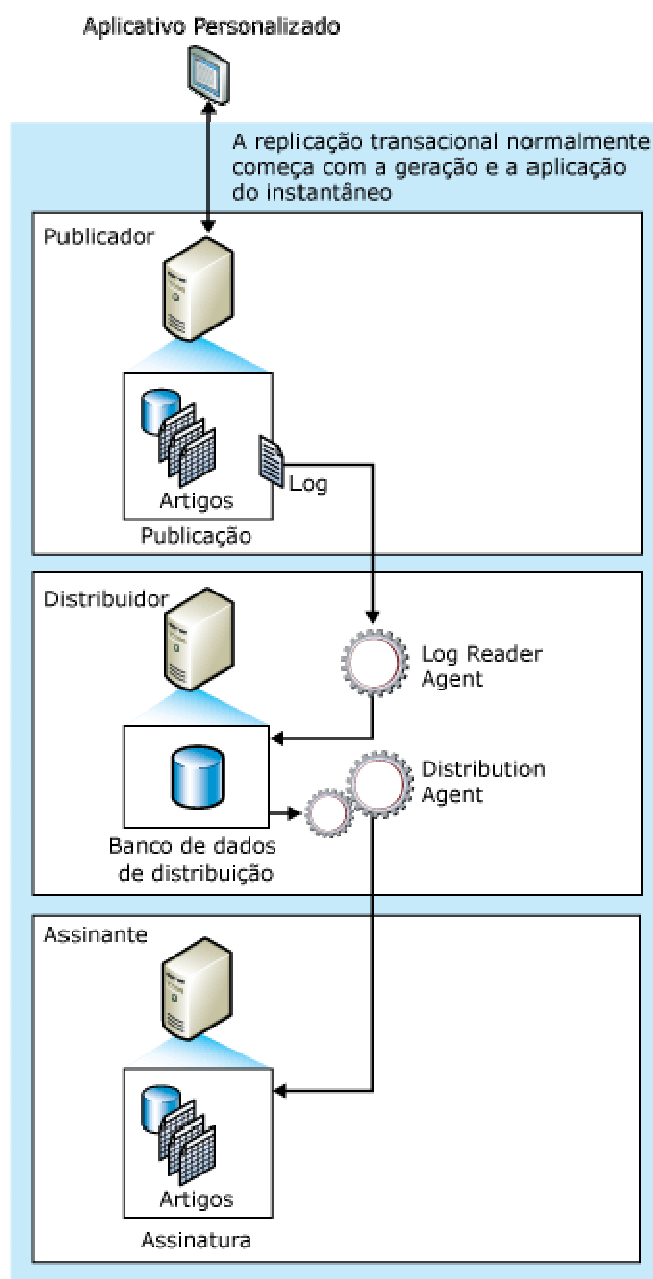 Aplicativo Personalizado
A replicação transacional normalmente
começa com a geração e a aplicação
do instantâneo
Publicador
Log
Artigos
Publicação
Distribuidor
Log Reader
Agent
Distribution
Agent
Banco de dados
de distribuição
Assinante
Artigos
Assinatura